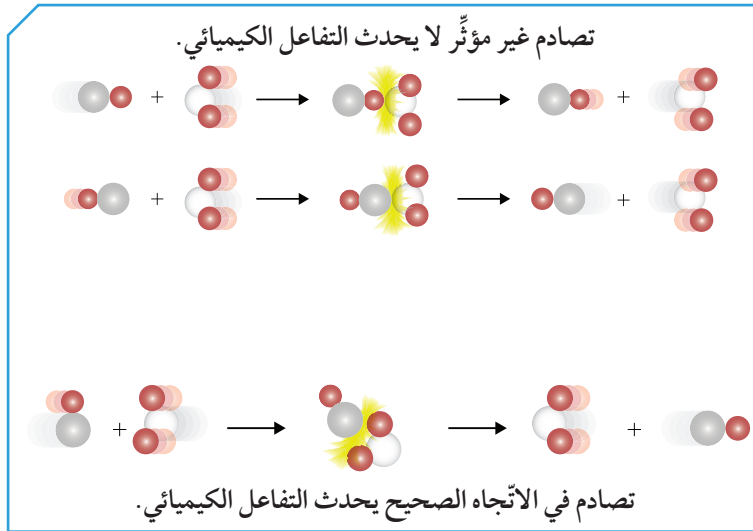 تصادم غير مؤثِّر لا يحدث التفاعل الكيميائي.
+ +
+ +
+ +
تصادم في الاتّجاه الصحيح يحدث التفاعل الكيميائي.